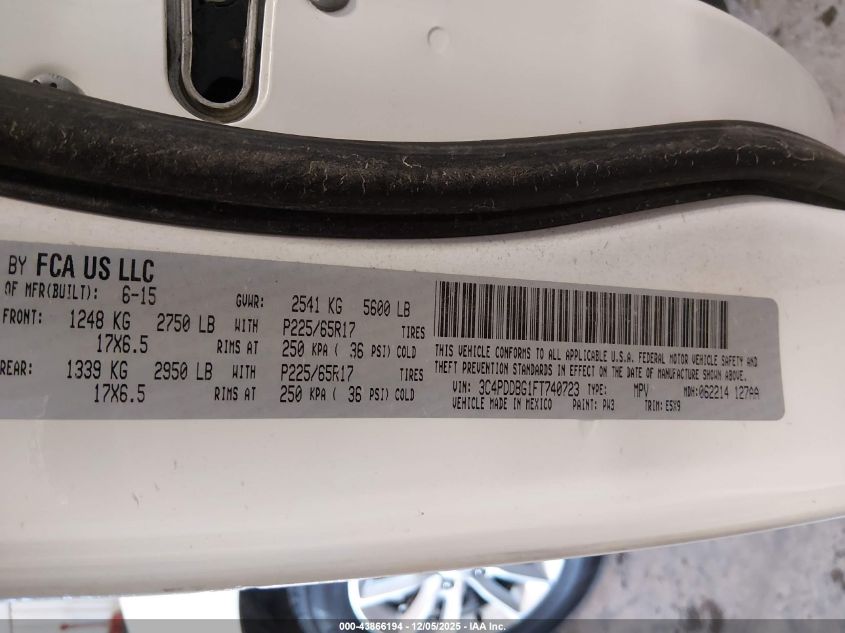 BY FCA US LLC
OF MFR(BUILT): 6-15 GVWR: 2541 KG 5600 LB
FRONT: 1248 KG 2750 LB WITH P225/65R17 TIRES
17X6.5 RIMS AT 250 KPA ( 36 PSI) COLD
REAR: 1339 KG 2950 LB WITH P225/65R17 TIRES
17X6.5 RIMS AT 250 KPA ( 36 PSI) COLD
THIS VEHICLE CONFORMS TO ALL APPLICABLE U.S.A. FEDERAL MOTOR VEHICLE SAFETY AND
THEFT PREVENTION STANDARDS IN EFFECT ON THE DATE OF MANUFACTURE SHOWN ABOVE.
VIN: 3C4PDDBG1FT740723 TYPE: MPV MDH:062214 127AA
VEHICLE MADE IN MEXICO PAINT: PW3 TRIM: E5X9
000-43866194 - 12/05/2025 - IAA Inc.